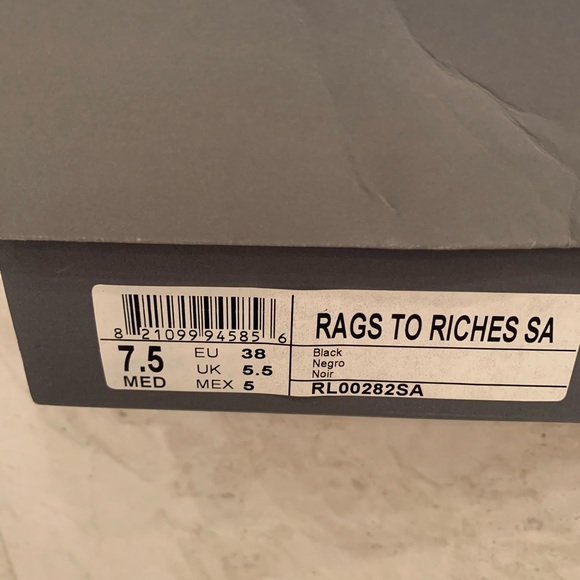 8 21099 94585 6
7.5 EU 38
MED UK 5.5
MEX 5
RAGS TO RICHES SA
Black
Negro
Noir
RL00282SA